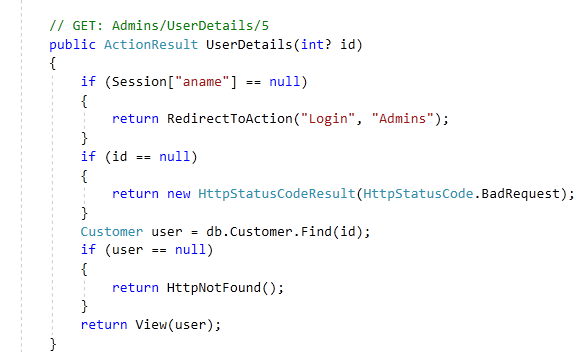 // GET: Admins/UserDetails/5
public ActionResult UserDetails(int? id)
{
if (Session["aname"] == null)
{
return RedirectToAction("Login", "Admins");
}
if (id == null)
{
return new HttpStatusCodeResult(HttpStatusCode.BadRequest);
}
Customer user = db.Customer.Find(id);
if (user == null)
{
return HttpNotFound();
}
return View(user);
}